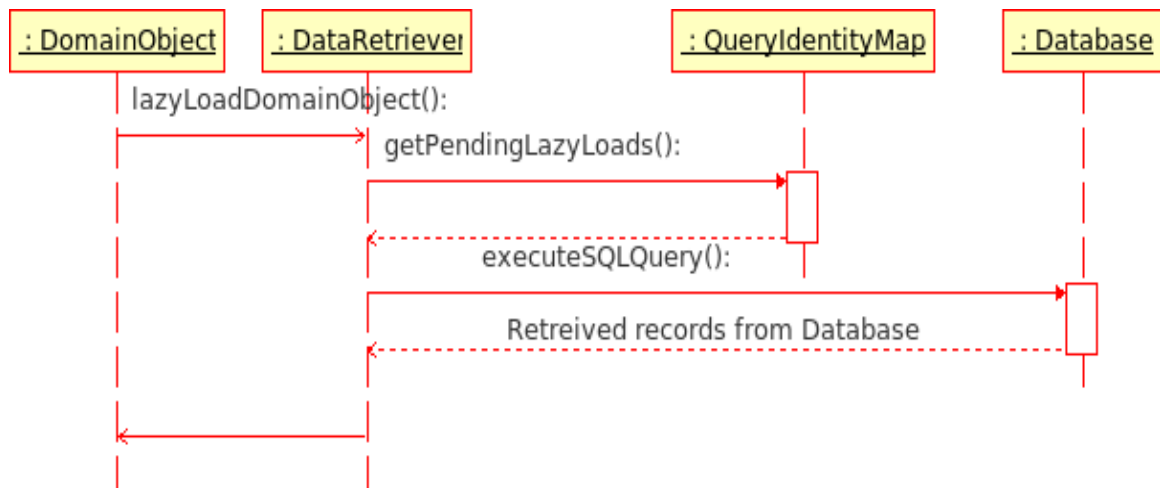 : DomainObject
: DataRetriever
: QueryIdentityMap
: Database
lazyLoadDomainObject():
getPendingLazyLoads():
executeSQLQuery():
Retreived records from Database